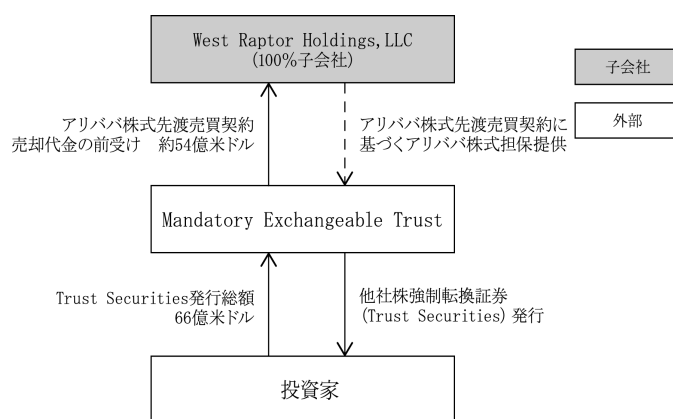 West Raptor Holdings,LLC
(100%子会社)
子会社
外部
アリババ株式先渡売買契約
売却代金の前受け　約54億米ドル
アリババ株式先渡売買契約に
基づくアリババ株式担保提供
Mandatory Exchangeable Trust
Trust Securities発行総額
66億米ドル
他社株強制転換証券
(Trust Securities) 発行
投資家